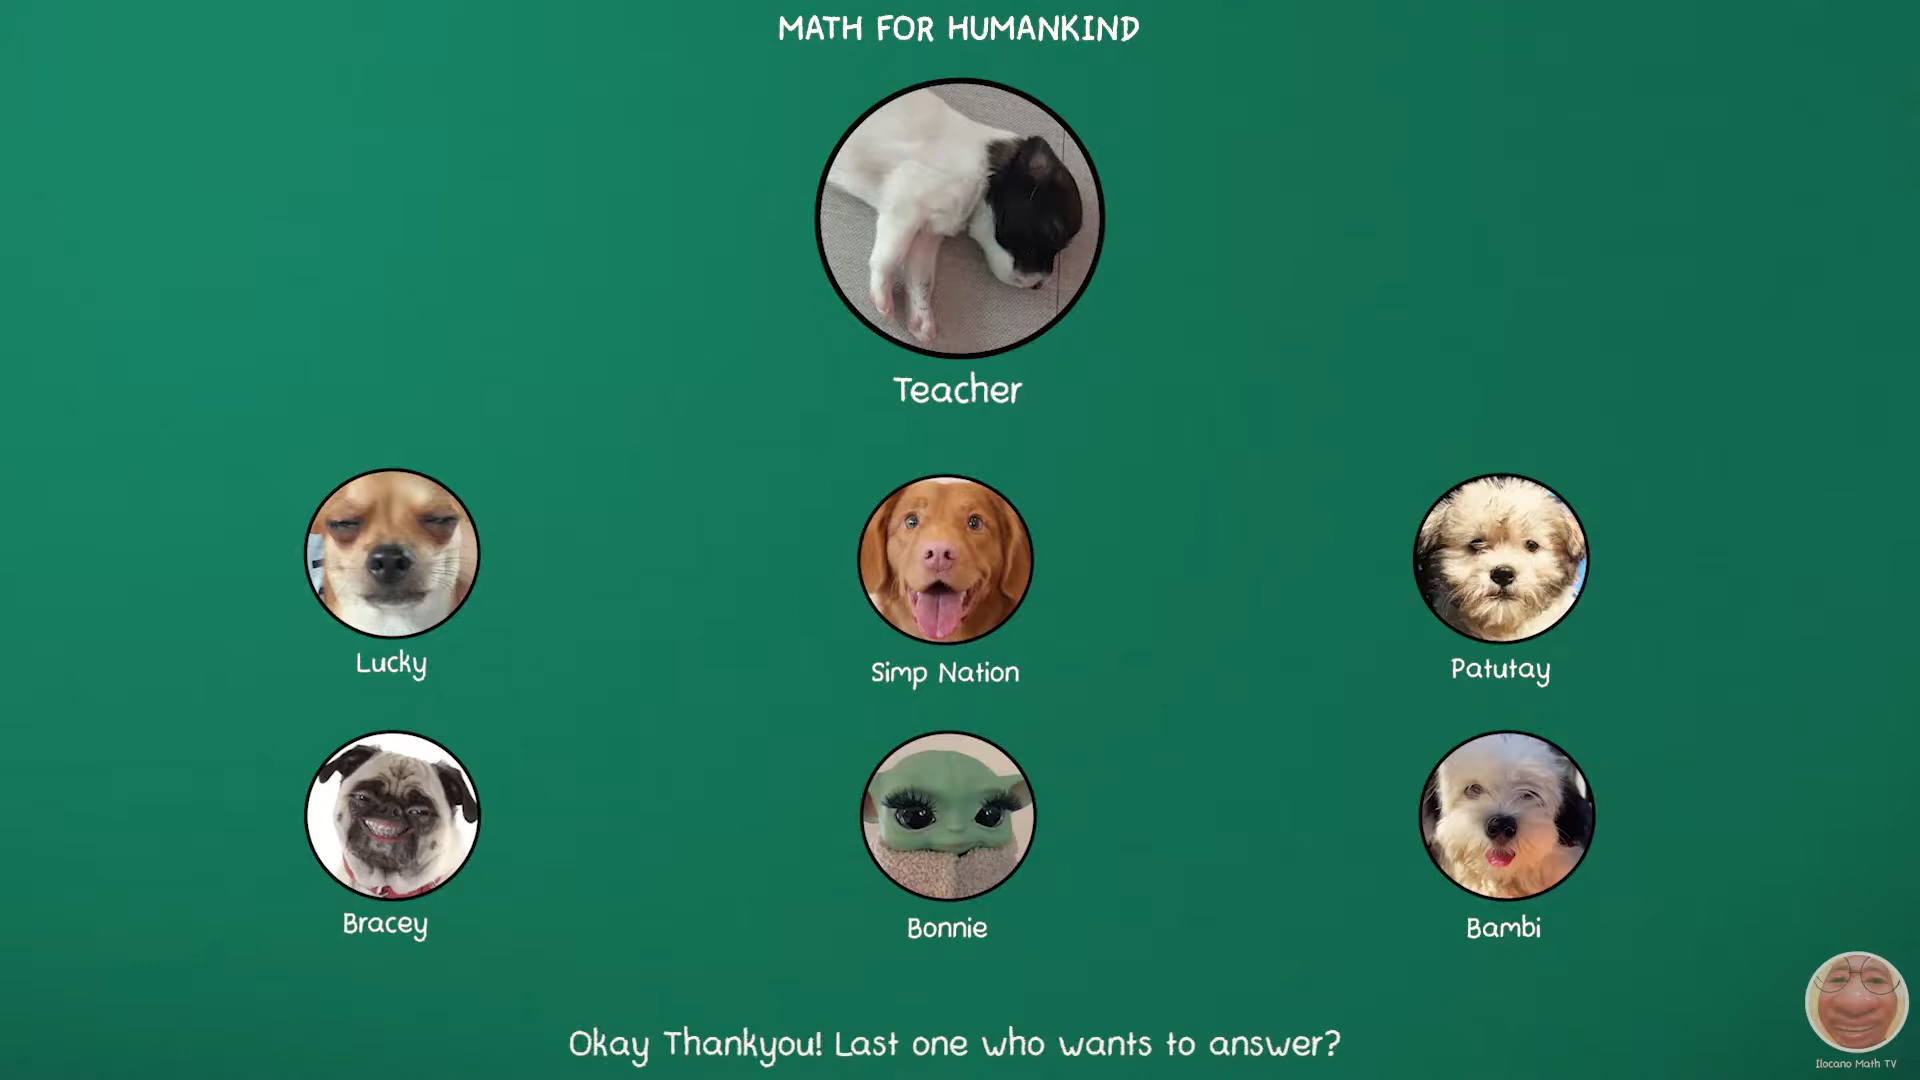 MATH FOR HUMANKIND
Teacher
Lucky
Simp Nation
Patutay
Bracey
Bonnie
Bambi
Okay Thankyou! Last one who wants to answer?
Ilocano Math TV